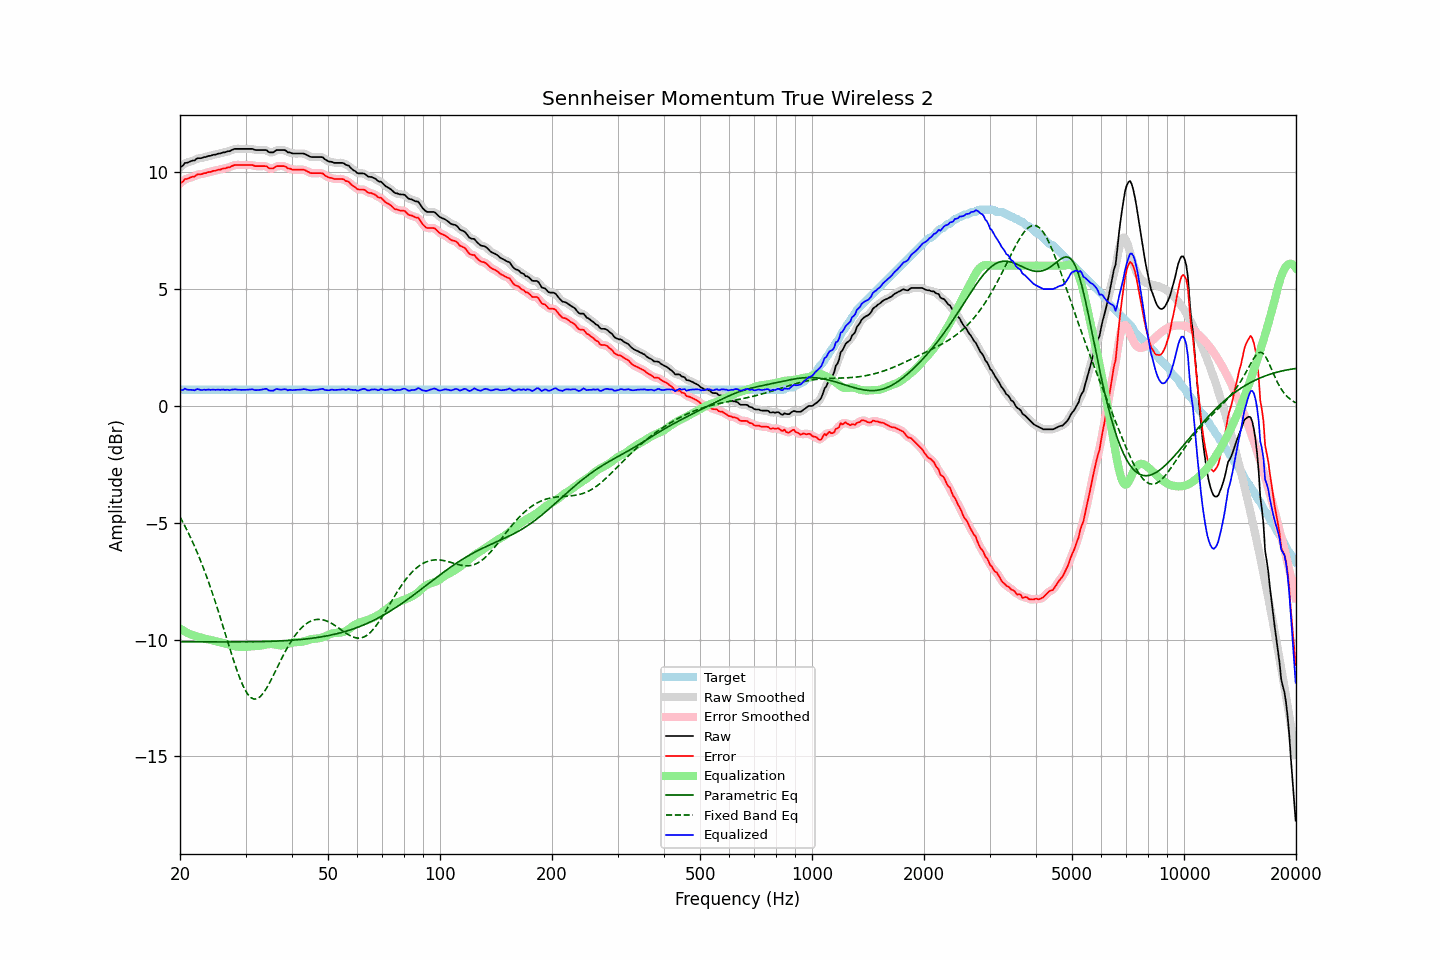 Sennheiser Momentum True Wireless 2
Amplitude (dBr)
10
5
0
−5
−10
−15
20
50
100
200
500
1000
2000
5000
10000
20000
Frequency (Hz)
Target
Raw Smoothed
Error Smoothed
Raw
Error
Equalization
Parametric Eq
Fixed Band Eq
Equalized